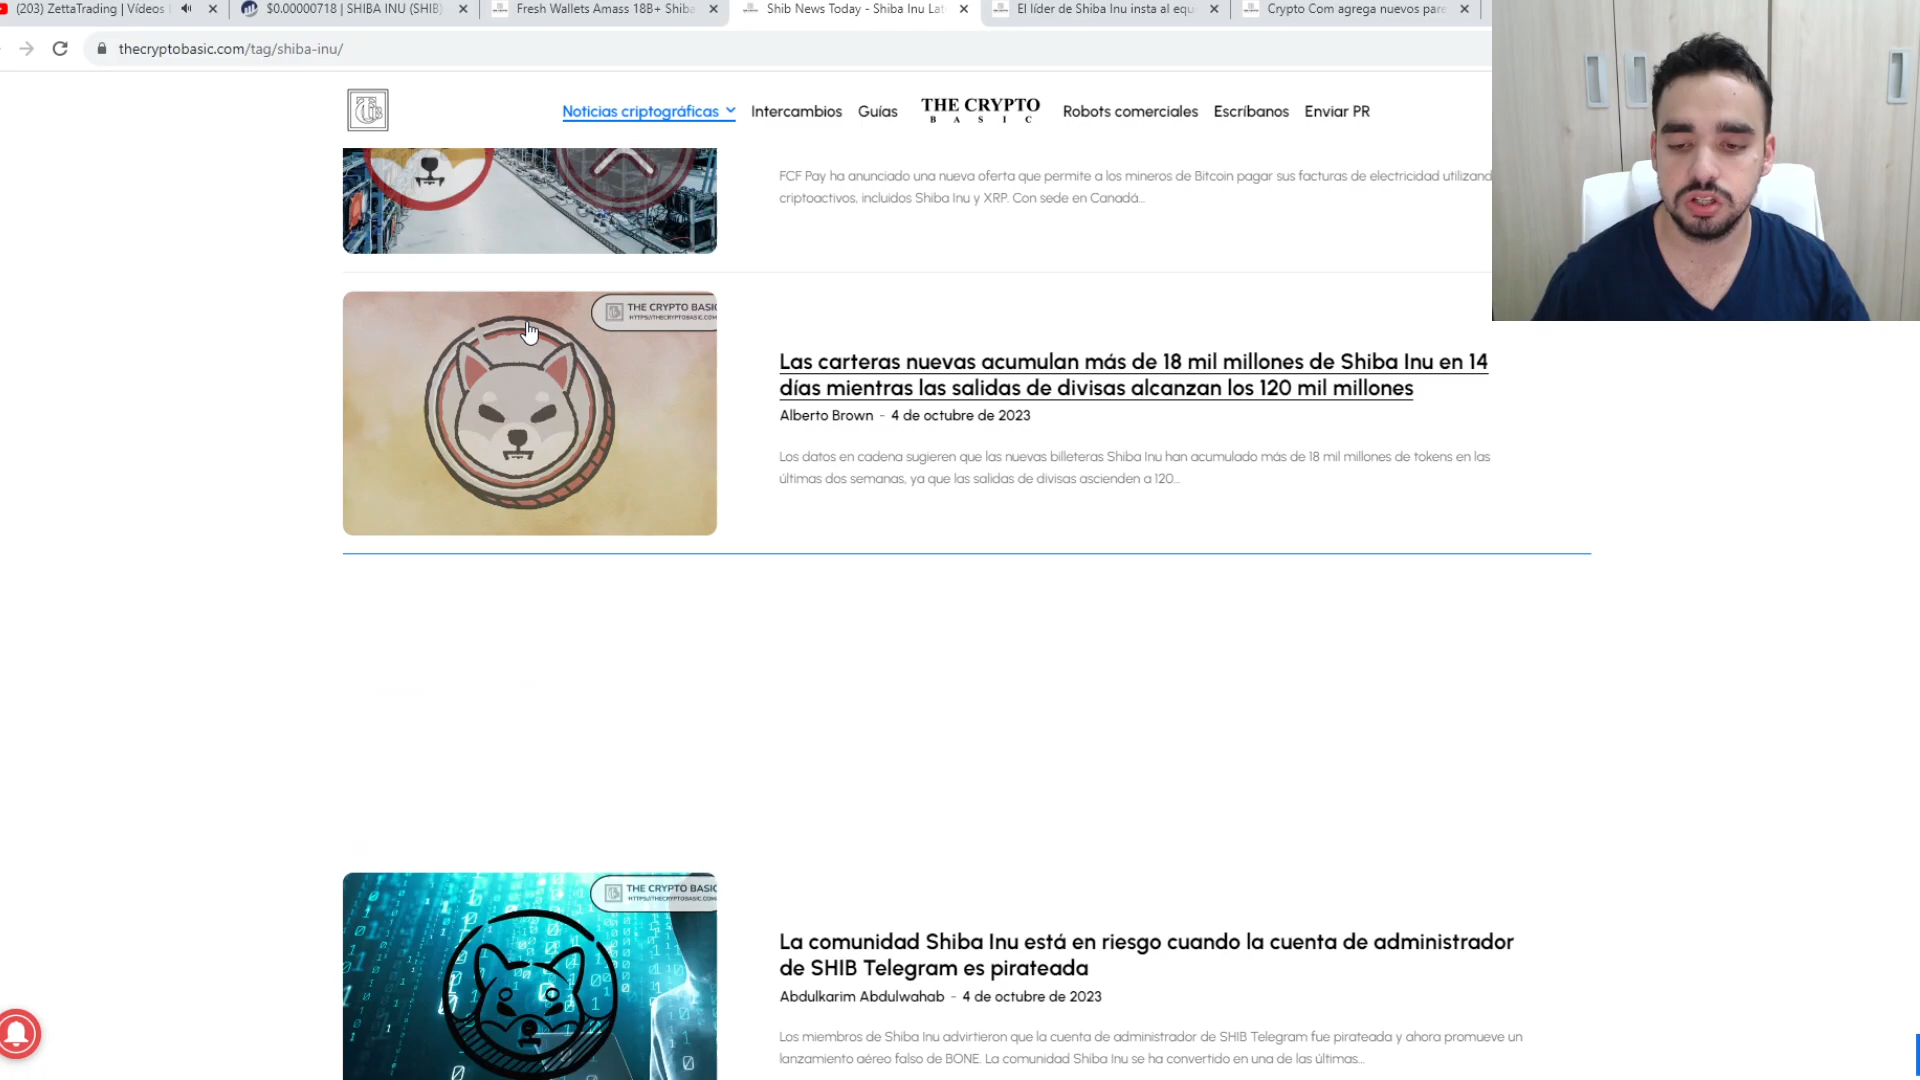 (203) ZettaTrading | Vídeos
$0.00000718 | SHIBA INU (SHIB)
Fresh Wallets Amass 18B+ Shiba
Shib News Today - Shiba Inu Lat
El líder de Shiba Inu insta al equ
Crypto Com agrega nuevos pare
thecryptobasic.com/tag/shiba-inu/
Noticias criptográficas
Intercambios
Guías
THE CRYPTO
BASIC
Robots comerciales
Escríbanos
Enviar PR
FCF Pay ha anunciado una nueva oferta que permite a los mineros de Bitcoin pagar sus facturas de electricidad utilizand
criptoactivos, incluidos Shiba Inu y XRP. Con sede en Canadá...
THE CRYPTO BASIC
HTTPS://THECRYPTOBASIC.COM
Las carteras nuevas acumulan más de 18 mil millones de Shiba Inu en 14
días mientras las salidas de divisas alcanzan los 120 mil millones
Alberto Brown - 4 de octubre de 2023
Los datos en cadena sugieren que las nuevas billeteras Shiba Inu han acumulado más de 18 mil millones de tokens en las
últimas dos semanas, ya que las salidas de divisas ascienden a 120...
THE CRYPTO BASIC
HTTPS://THECRYPTOBASIC.COM
La comunidad Shiba Inu está en riesgo cuando la cuenta de administrador
de SHIB Telegram es pirateada
Abdulkarim Abdulwahab - 4 de octubre de 2023
Los miembros de Shiba Inu advirtieron que la cuenta de administrador de SHIB Telegram fue pirateada y ahora promueve un
lanzamiento aéreo falso de BONE. La comunidad Shiba Inu se ha convertido en una de las últimas...